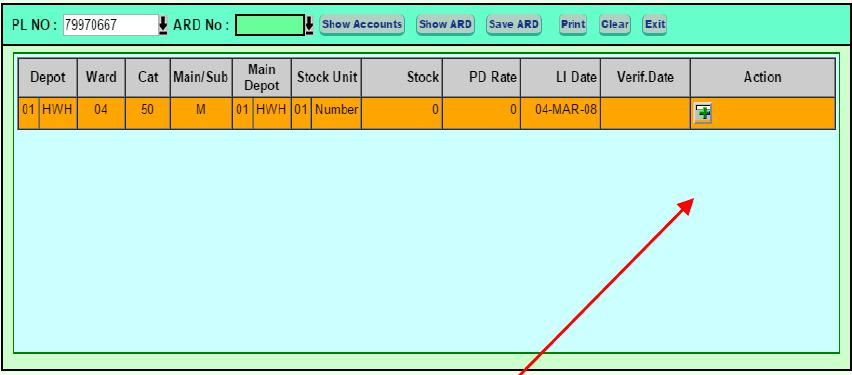 PL NO : 79970667 ARD No : Show Accounts Show ARD Save ARD Print Clear Exit
Depot Ward Cat Main/Sub Main Depot Stock Unit Stock PD Rate LI Date Verif.Date Action
01 HWH 04 50 M 01 HWH 01 Number 0 0 04-MAR-08